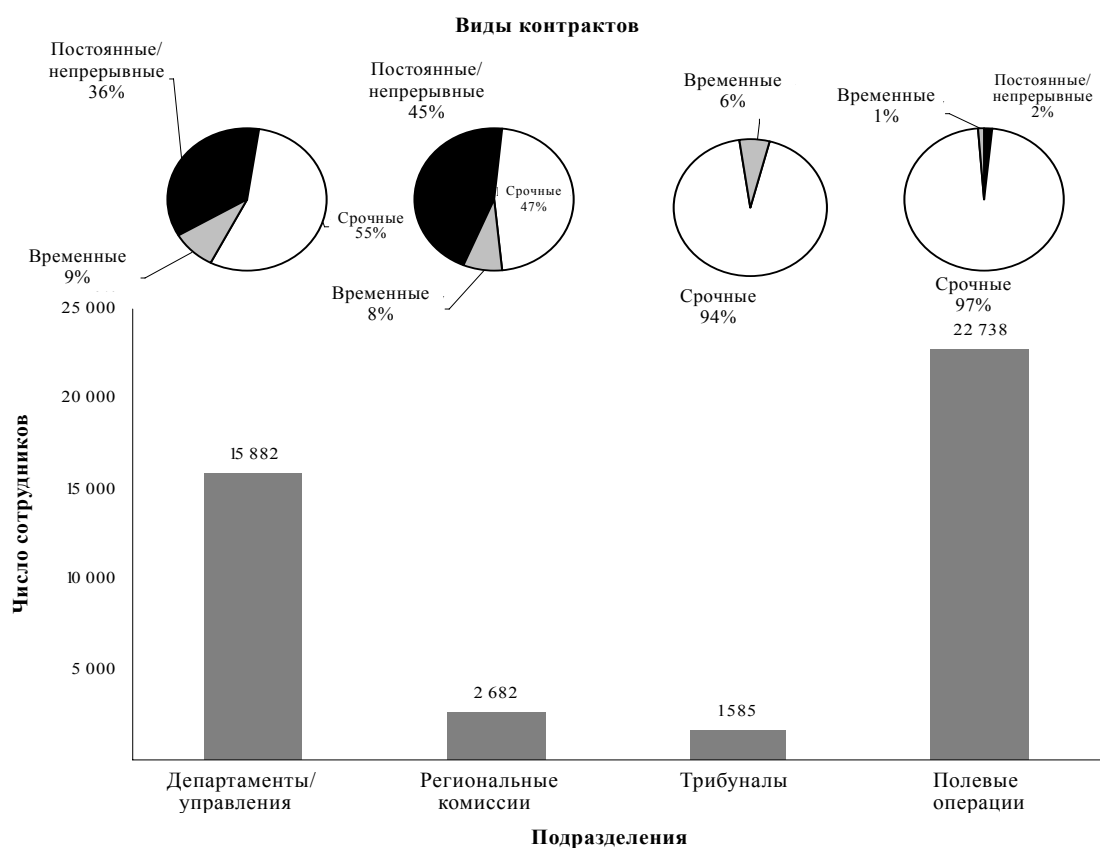 Виды контрактов
Постоянные/
непрерывные
36%
Срочные
55%
Временные
9%
Постоянные/
непрерывные
45%
Срочные
47%
Временные
8%
Временные
6%
Срочные
94%
Временные
1%
Постоянные/
непрерывные
2%
Срочные
97%
Число сотрудников
25 000
20 000
15 000
10 000
5 000
15 882
2 682
1585
22 738
Департаменты/
управления
Региональные
комиссии
Трибуналы
Полевые
операции
Подразделения